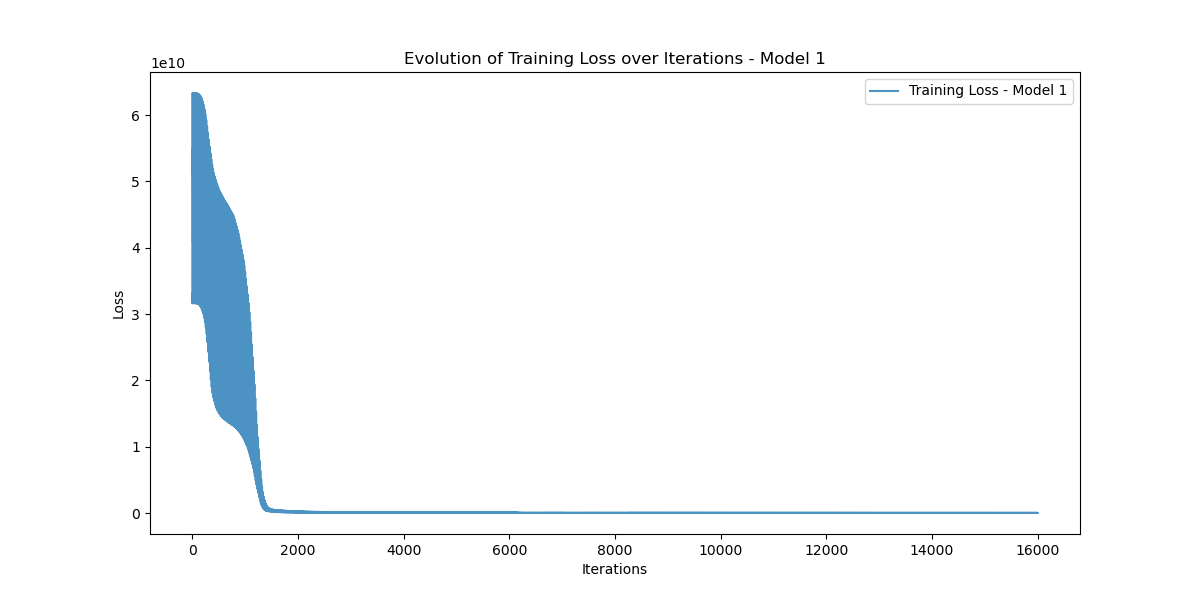 Evolution of Training Loss over Iterations - Model 1
1e10
Training Loss - Model 1
6
5
4
3
2
1
0
Loss
0 2000 4000 6000 8000 10000 12000 14000 16000
Iterations